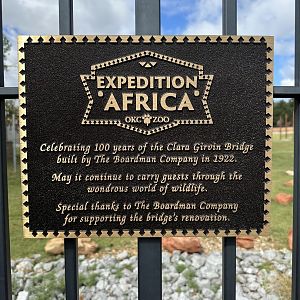 EXPEDITION
AFRICA
OKC ZOO
Celebrating 100 years of the Clara Girvin Bridge
built by The Boardman Company in 1922.
May it continue to carry guests through the
wondrous world of wildlife.
Special thanks to The Boardman Company
for supporting the bridge's renovation.